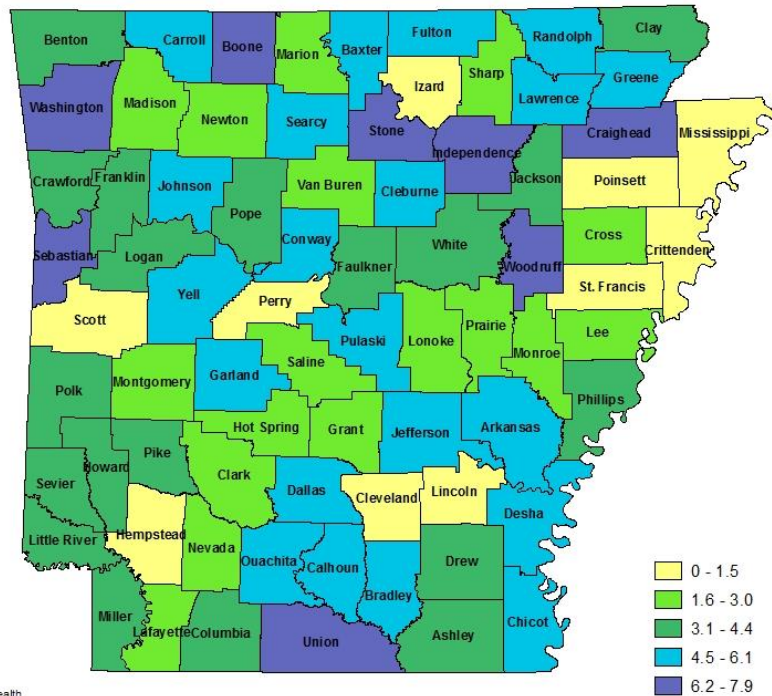 Benton
Carroll
Boone
Marion
Baxter
Fulton
Randolph
Clay
Izard
Sharp
Greene
Lawrence
Washington
Madison
Newton
Searcy
Stone
Independence
Craighead
Mississippi
Crawford
Franklin
Johnson
Pope
Van Buren
Cleburne
Jackson
Poinsett
Sebastian
Logan
Conway
Faulkner
White
Woodruff
Cross
Crittenden
Scott
Yell
Perry
Pulaski
Lonoke
Prairie
Monroe
St. Francis
Lee
Polk
Montgomery
Garland
Saline
Phillips
Hot Spring
Grant
Jefferson
Arkansas
Sevier
Howard
Pike
Clark
Dallas
Cleveland
Lincoln
Desha
Little River
Hempstead
Nevada
Ouachita
Calhoun
Bradley
Drew
Miller
Lafayette
Columbia
Union
Ashley
Chicot
0 - 1.5
1.6 - 3.0
3.1 - 4.4
4.5 - 6.1
6.2 - 7.9